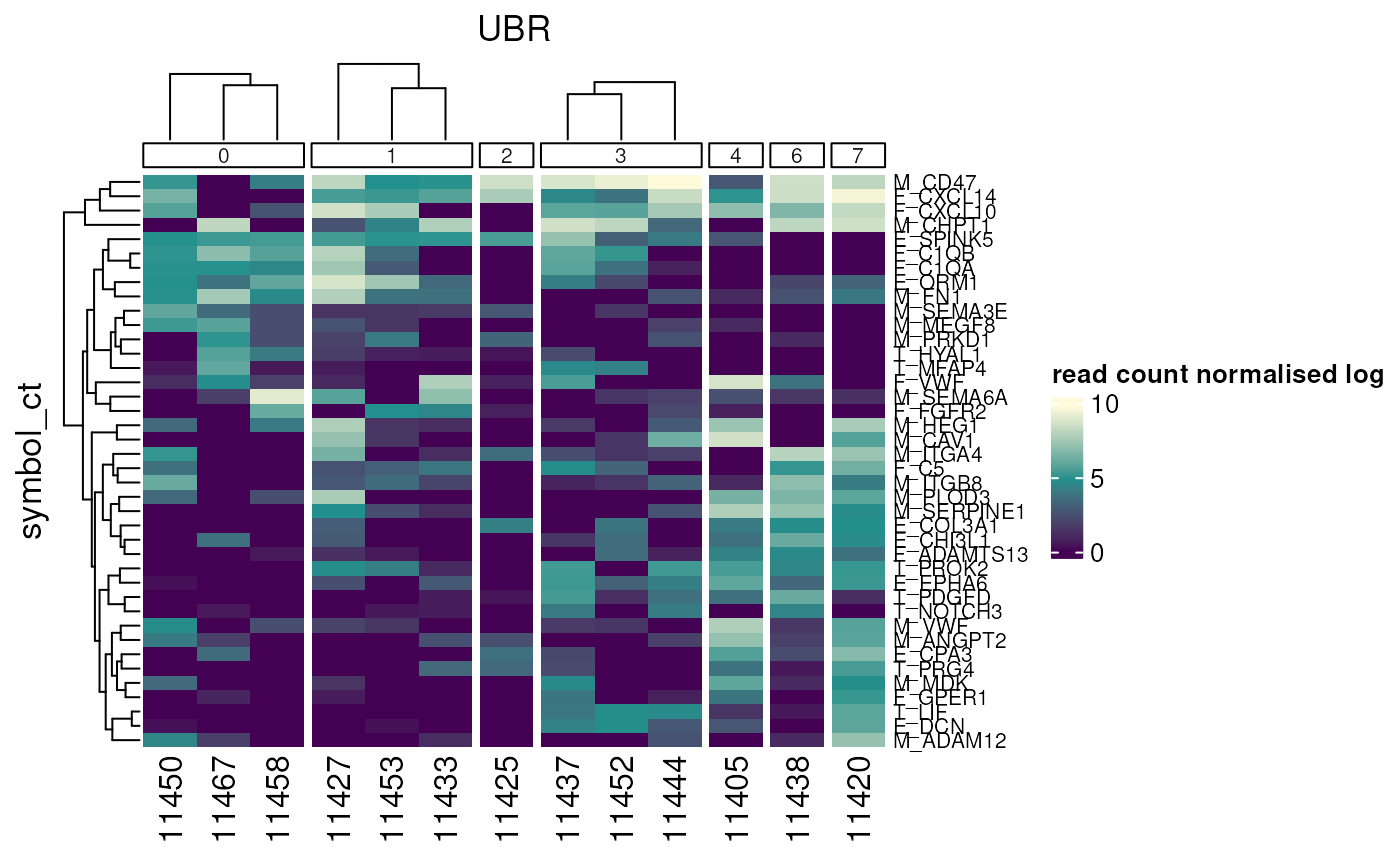 UBR
0 1 2 3 4 6 7
M_CD47
E_CXCL14
E_CXCL10
M_CHPT1
E_SPINK5
E_C1QB
E_C1QA
E_ORM1
M_FN1
M_SEMA3E
M_MEGF8
M_PRKD1
T_HYAL1
T_MFAP4
E_VWF
M_SEMA6A
F_FGFR2
M_HEG1
M_CAV1
M_ITGA4
F_C5
M_ITGB8
M_PLOD3
M_SERPINE1
E_COL3A1
E_CHI3L1
E_ADAMTS13
T_PROK2
E_EPHA6
T_PDGFD
T_NOTCH3
M_VWF
M_ANGPT2
E_CPA3
T_PRG4
M_MDK
E_GPER1
T_LIF
E_DCN
M_ADAM12
symbol_ct
11450 11467 11458 11427 11453 11433 11425 11437 11452 11444 11405 11438 11420
read count normalised log
10
5
0